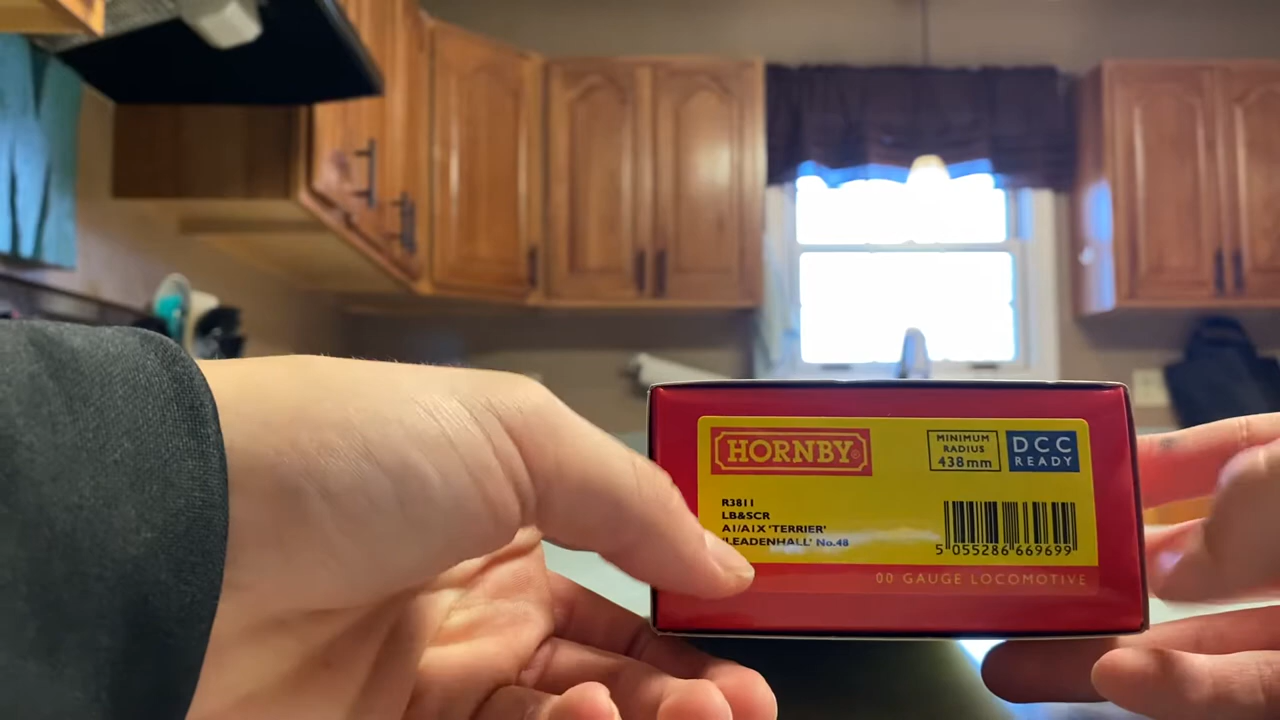 HORNBY®
MINIMUM
RADIUS
438mm
DCC
READY
R3811
LB&SCR
A1/A1X 'TERRIER'
'LEADENHALL' No.48
5 055286 669699
00 GAUGE LOCOMOTIVE